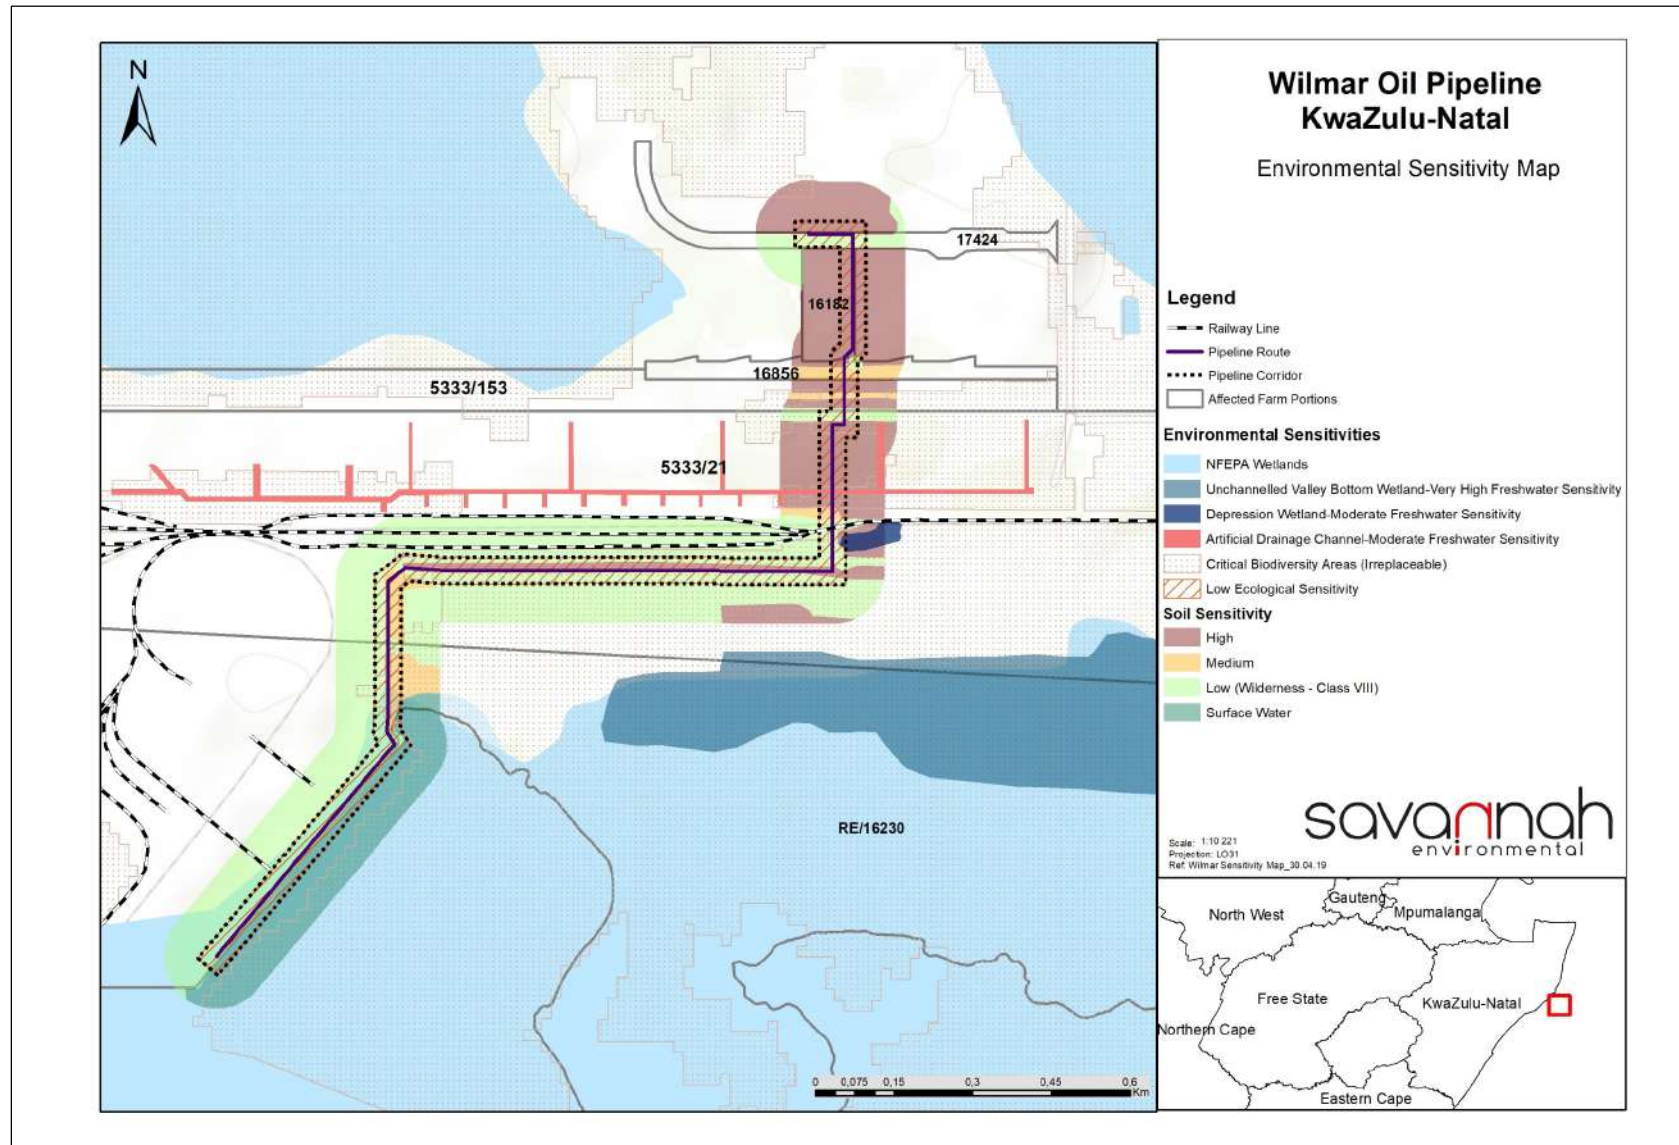 N
17424
16182
16856
5333/153
5333/21
RE/16230
0 0,075 0,15 0,3 0,45 0,6
Km
Wilmar Oil Pipeline
KwaZulu-Natal
Environmental Sensitivity Map
Legend
Railway Line
Pipeline Route
Pipeline Corridor
Affected Farm Portions
Environmental Sensitivities
NFEPA Wetlands
Unchannelled Valley Bottom Wetland-Very High Freshwater Sensitivity
Depression Wetland-Moderate Freshwater Sensitivity
Artificial Drainage Channel-Moderate Freshwater Sensitivity
Critical Biodiversity Areas (Irreplaceable)
Low Ecological Sensitivity
Soil Sensitivity
High
Medium
Low (Wilderness - Class VIII)
Surface Water
savannah
environmental
Scale: 1:10 221
Projection: LO31
Ref: Wilmar Sensitivity Map_30.04.19
Gauteng
North West
Mpumalanga
Free State
KwaZulu-Natal
Northern Cape
Eastern Cape